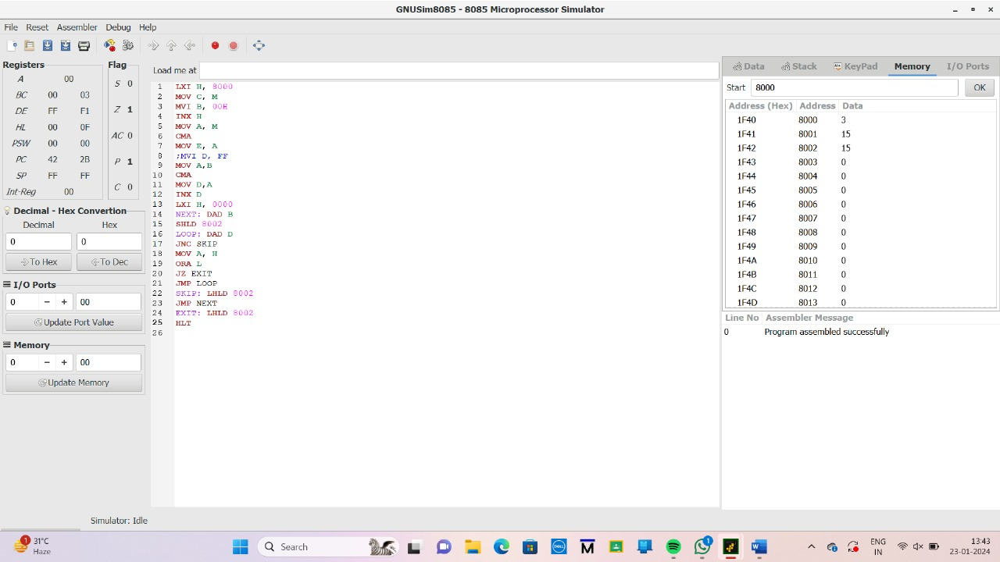 GNUSim8085 - 8085 Microprocessor Simulator
File Reset Assembler Debug Help
Registers
A 00
BC 00 03
DE FF F1
HL 00 0F
PSW 00 00
PC 42 2B
SP FF FF
Int-Reg 00
Flag
S 0
Z 1
AC 0
P 1
C 0
Decimal - Hex Convertion
Decimal Hex
0 0
To Hex To Dec
I/O Ports
0 − + 00
Update Port Value
Memory
0 − + 00
Update Memory
Load me at
1 LXI H, 8000
2 MOV C, M
3 MVI B, 00H
4 INX H
5 MOV A, M
6 CMA
7 MOV E, A
8 ;MVI D, FF
9 MOV A,B
10 CMA
11 MOV D,A
12 INX D
13 LXI H, 0000
14 NEXT: DAD B
15 SHLD 8002
16 LOOP: DAD D
17 JNC SKIP
18 MOV A, H
19 ORA L
20 JZ EXIT
21 JMP LOOP
22 SKIP: LHLD 8002
23 JMP NEXT
24 EXIT: LHLD 8002
25 HLT
26
Data Stack KeyPad Memory I/O Ports
Start 8000 OK
Address (Hex) Address Data
1F40 8000 3
1F41 8001 15
1F42 8002 15
1F43 8003 0
1F44 8004 0
1F45 8005 0
1F46 8006 0
1F47 8007 0
1F48 8008 0
1F49 8009 0
1F4A 8010 0
1F4B 8011 0
1F4C 8012 0
1F4D 8013 0
Line No Assembler Message
0 Program assembled successfully
Simulator: Idle
1 31°C
Haze
Search
DELL
M
1
W
ENG
IN
13:43
23-01-2024